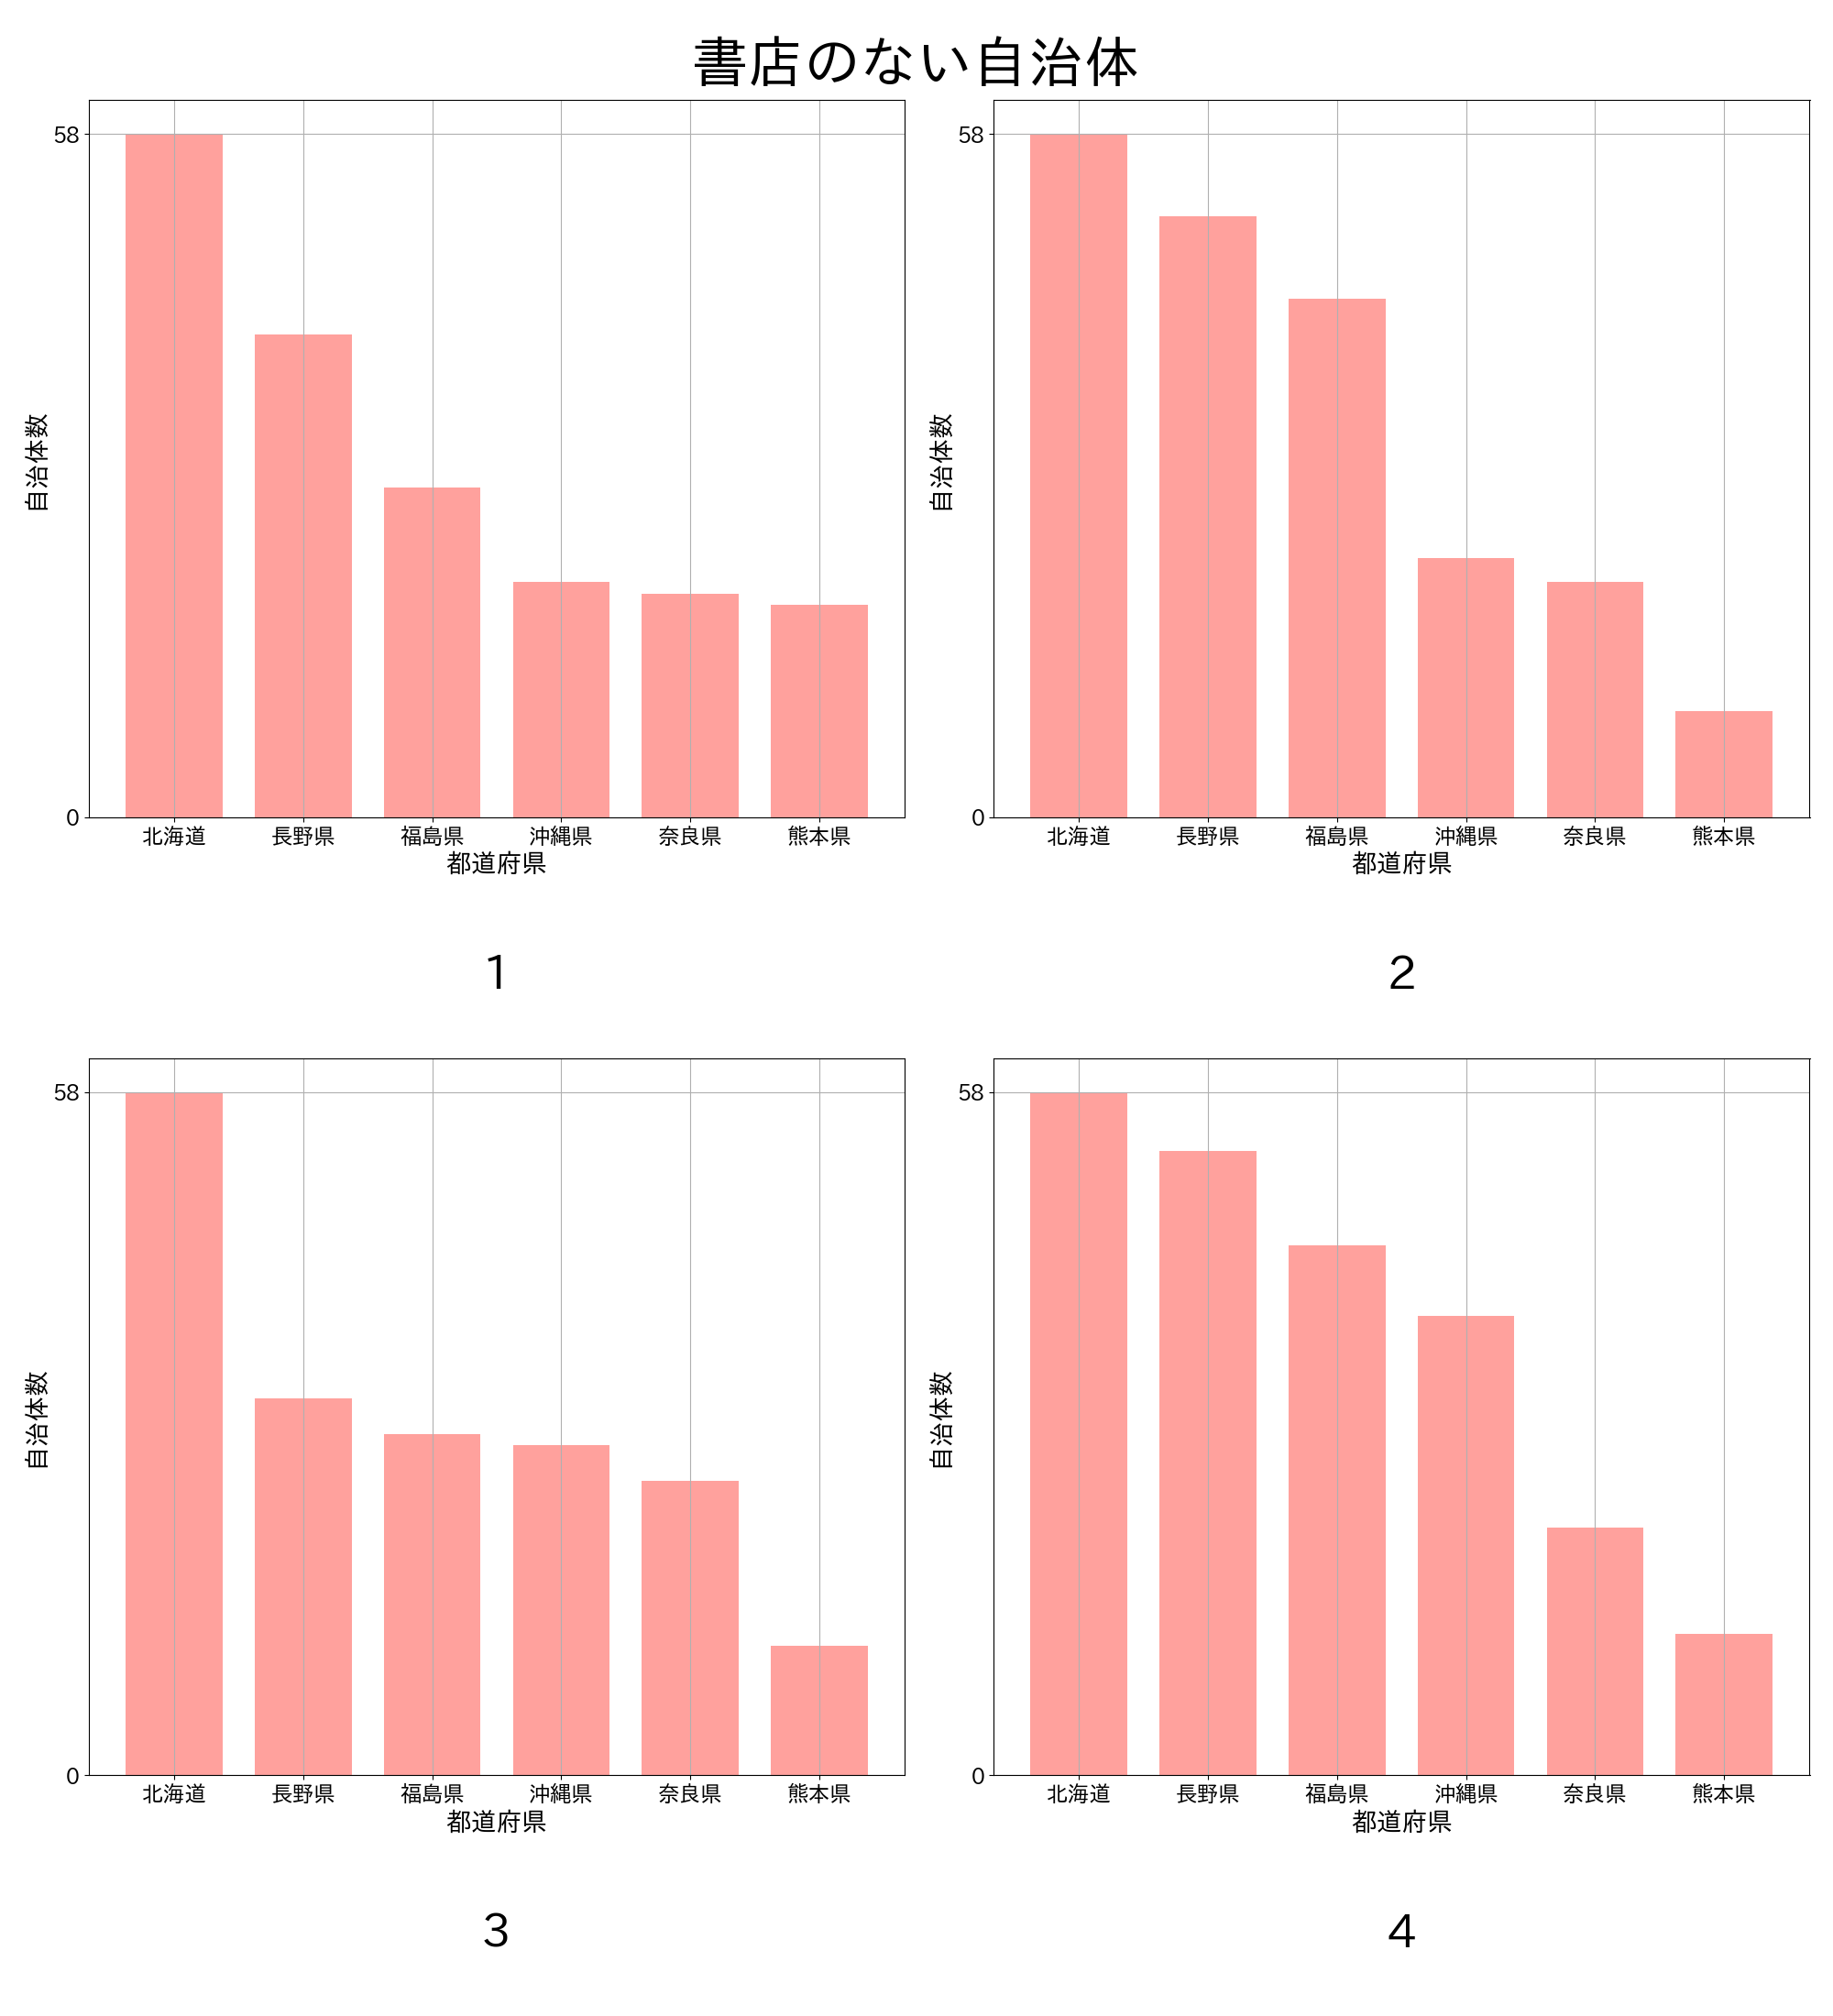 書店のない自治体
58
0
自治体数
北海道 長野県 福島県 沖縄県 奈良県 熊本県
都道府県
1
58
0
自治体数
北海道 長野県 福島県 沖縄県 奈良県 熊本県
都道府県
2
58
0
自治体数
北海道 長野県 福島県 沖縄県 奈良県 熊本県
都道府県
3
58
0
自治体数
北海道 長野県 福島県 沖縄県 奈良県 熊本県
都道府県
4